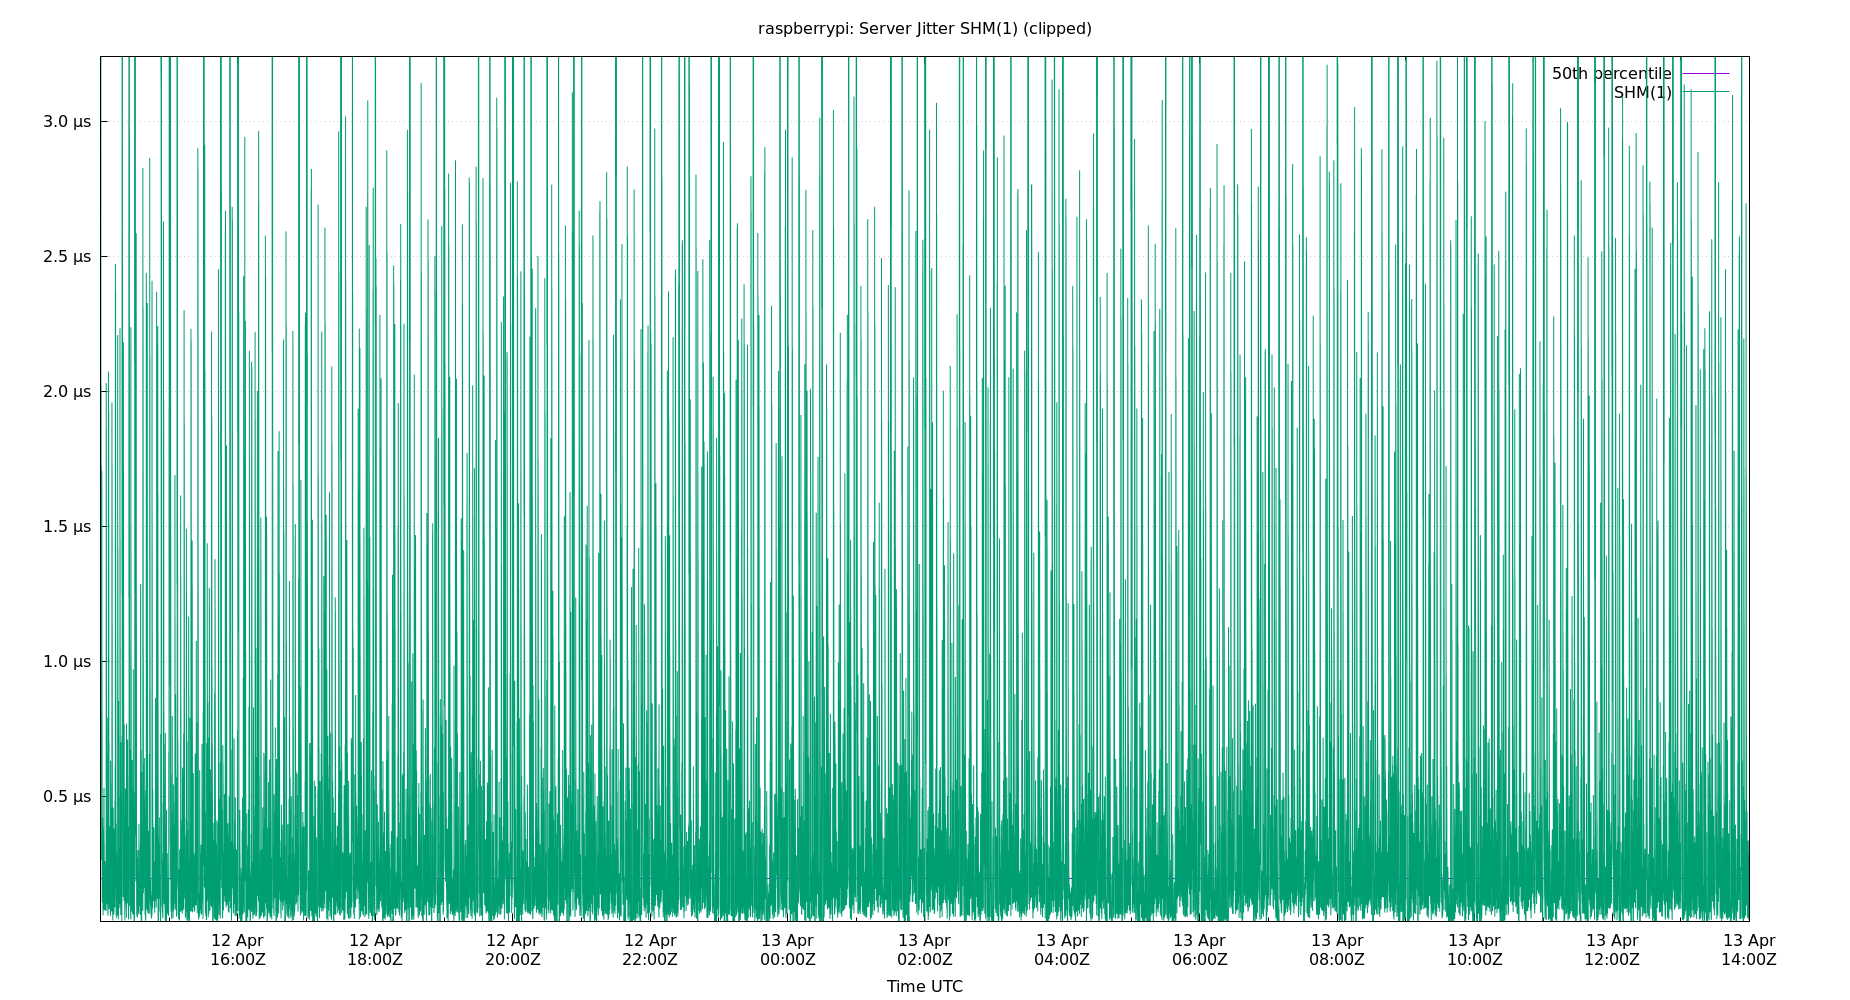 raspberrypi: Server Jitter SHM(1) (clipped)
50th percentile
SHM(1)
3.0 µs
2.5 µs
2.0 µs
1.5 µs
1.0 µs
0.5 µs
12 Apr 12 Apr 12 Apr 12 Apr 13 Apr 13 Apr 13 Apr 13 Apr 13 Apr 13 Apr 13 Apr 13 Apr
16:00Z 18:00Z 20:00Z 22:00Z 00:00Z 02:00Z 04:00Z 06:00Z 08:00Z 10:00Z 12:00Z 14:00Z
Time UTC